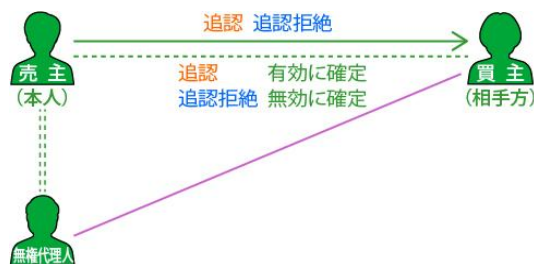 追認 追認拒絶
売主
(本人)
追認 有効に確定
追認拒絶 無効に確定
買主
(相手方)
無権代理人